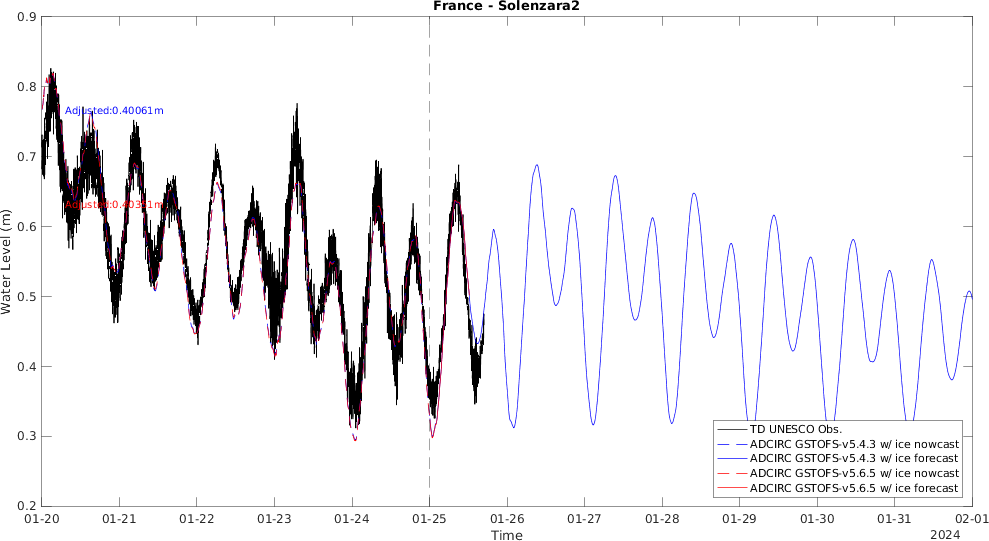 France - Solenzara2
0.9
0.8
0.7
0.6
0.5
0.4
0.3
0.2
Water Level (m)
Adjusted:0.40061m
TD UNESCO Obs.
ADCIRC GSTOFS-v5.4.3 w/ ice nowcast
ADCIRC GSTOFS-v5.4.3 w/ ice forecast
ADCIRC GSTOFS-v5.6.5 w/ ice nowcast
ADCIRC GSTOFS-v5.6.5 w/ ice forecast
01-20 01-21 01-22 01-23 01-24 01-25 01-26 01-27 01-28 01-29 01-30 01-31 02-01
Time
2024